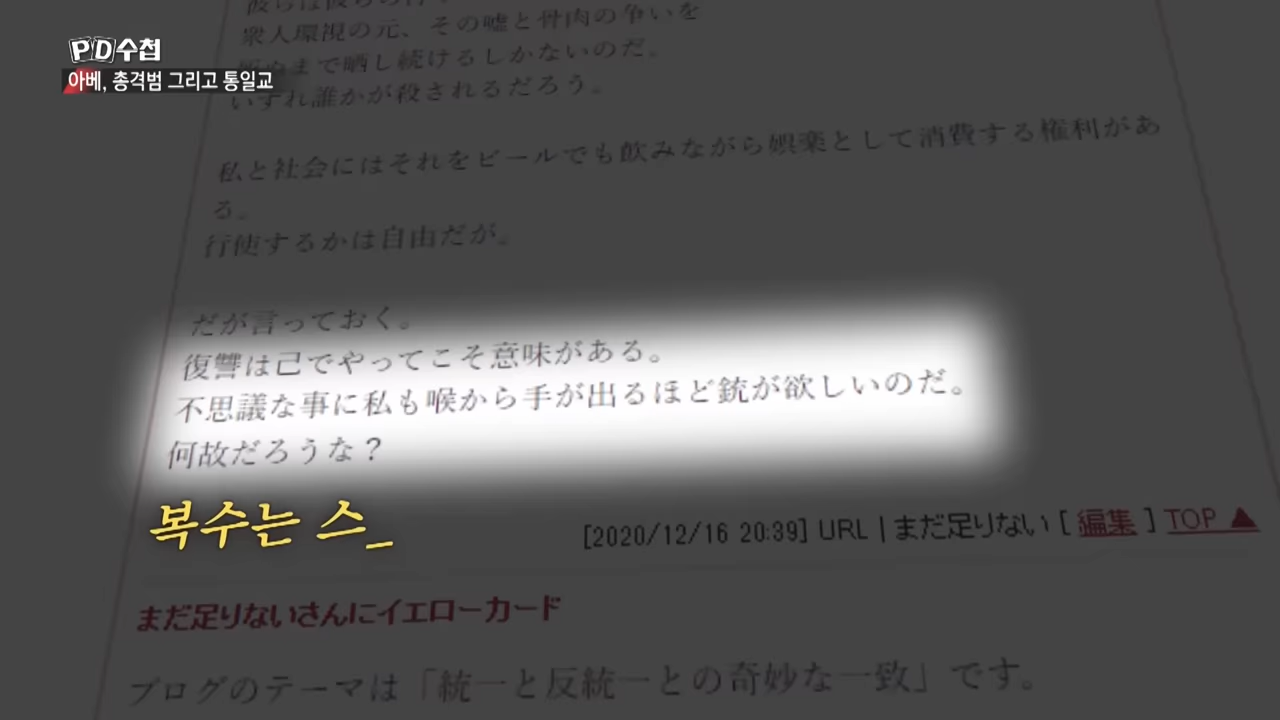 PD수첩
아베, 총격범 그리고 통일교
衆人環視の元、その嘘と骨肉の争いを
まで晒し続けるしかないのだ。
いずれ誰かが殺されるだろう。
私と社会にはそれをビールでも飲みながら娯楽として消費する権利があ
る。
行使するかは自由だが。
だが言っておく。
復讐は己でやってこそ意味がある。
不思議な事に私も喉から手が出るほど銃が欲しいのだ。
何故だろうな？
복수는 스_
[2020/12/16 20:39] URL | まだ足りない [ 編集 ] TOP ▲
まだ足りないさんにイエローカード
ブログのテーマは「統一と反統一との奇妙な一致」です。